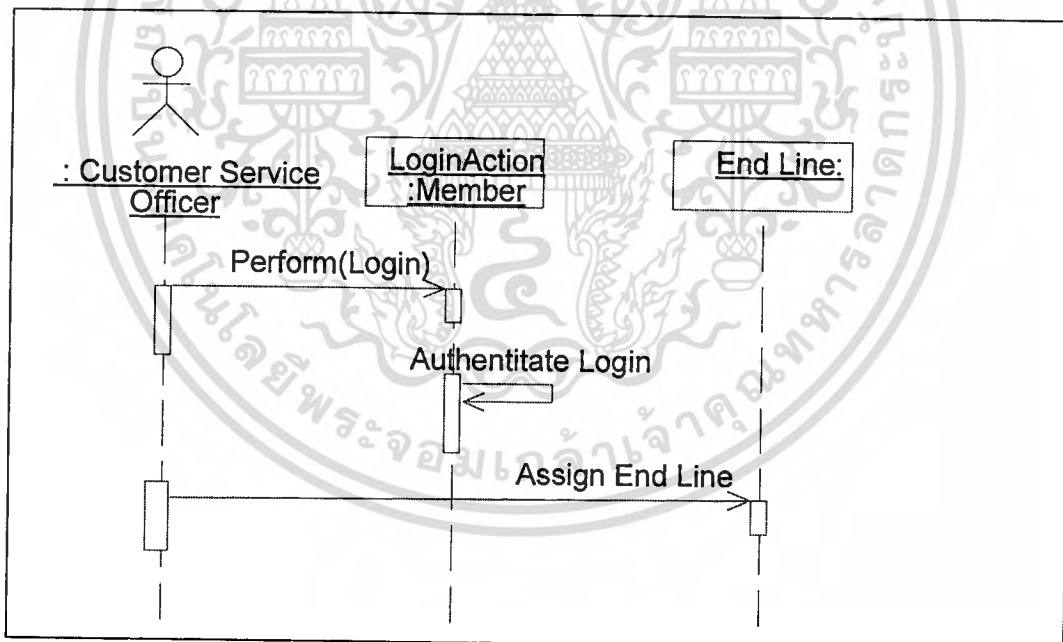 : Customer Service
Officer
LoginAction
:Member
End Line:
Perform(Login)
Authentitate Login
Assign End Line